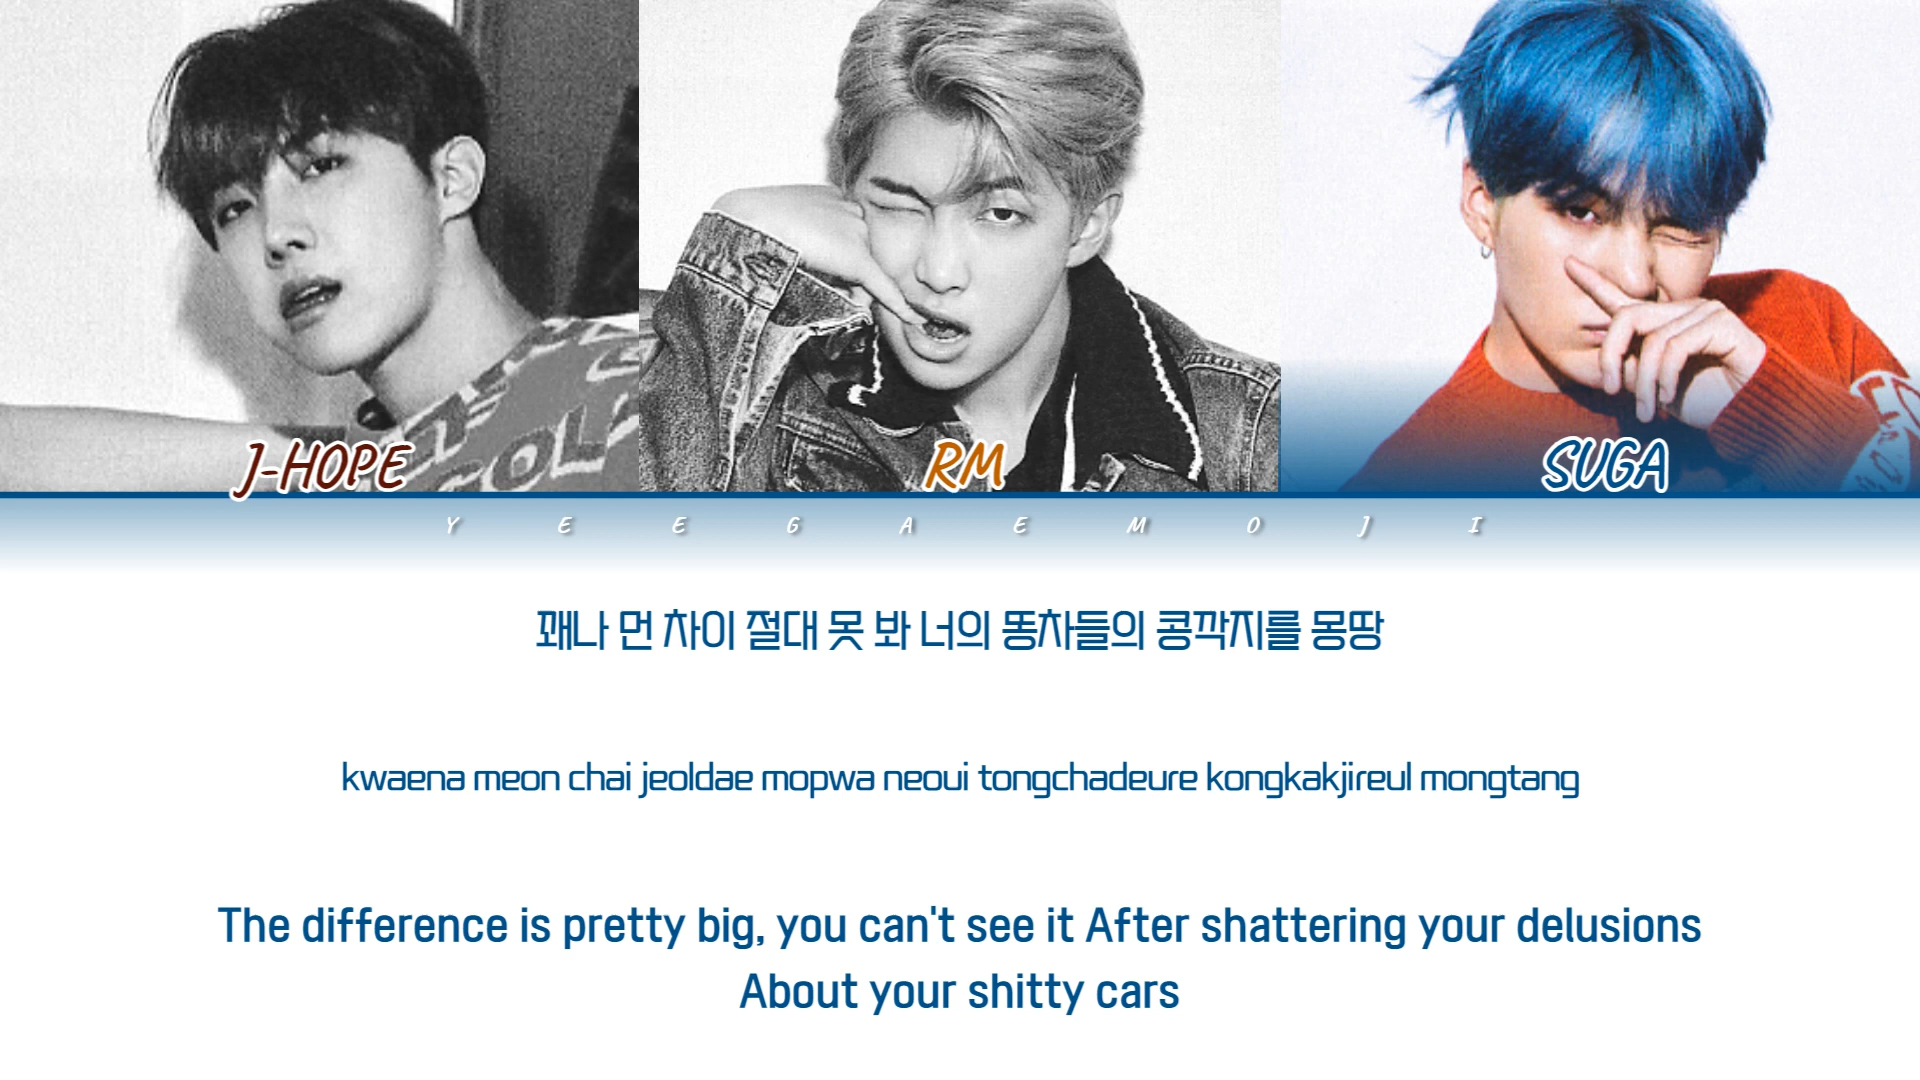 J-HOPE
RM
SUGA
Y E E G A E M O J I
꽤나 먼 차이 절대 못 봐 너의 똥차들의 콩깍지를 몽땅
kwaena meon chai jeoldae mopwa neoui tongchadeure kongkakjireul mongtang
The difference is pretty big, you can't see it After shattering your delusions
About your shitty cars